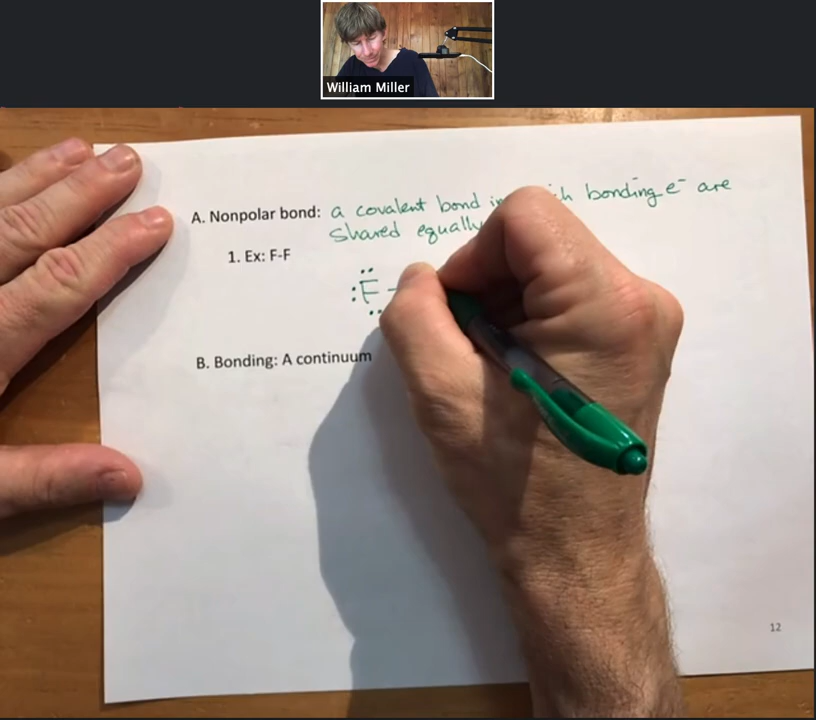 William Miller
A. Nonpolar bond: a covalent bond in bonding e⁻ are
shared equally
1. Ex: F-F
:F̈ -
B. Bonding: A continuum
12